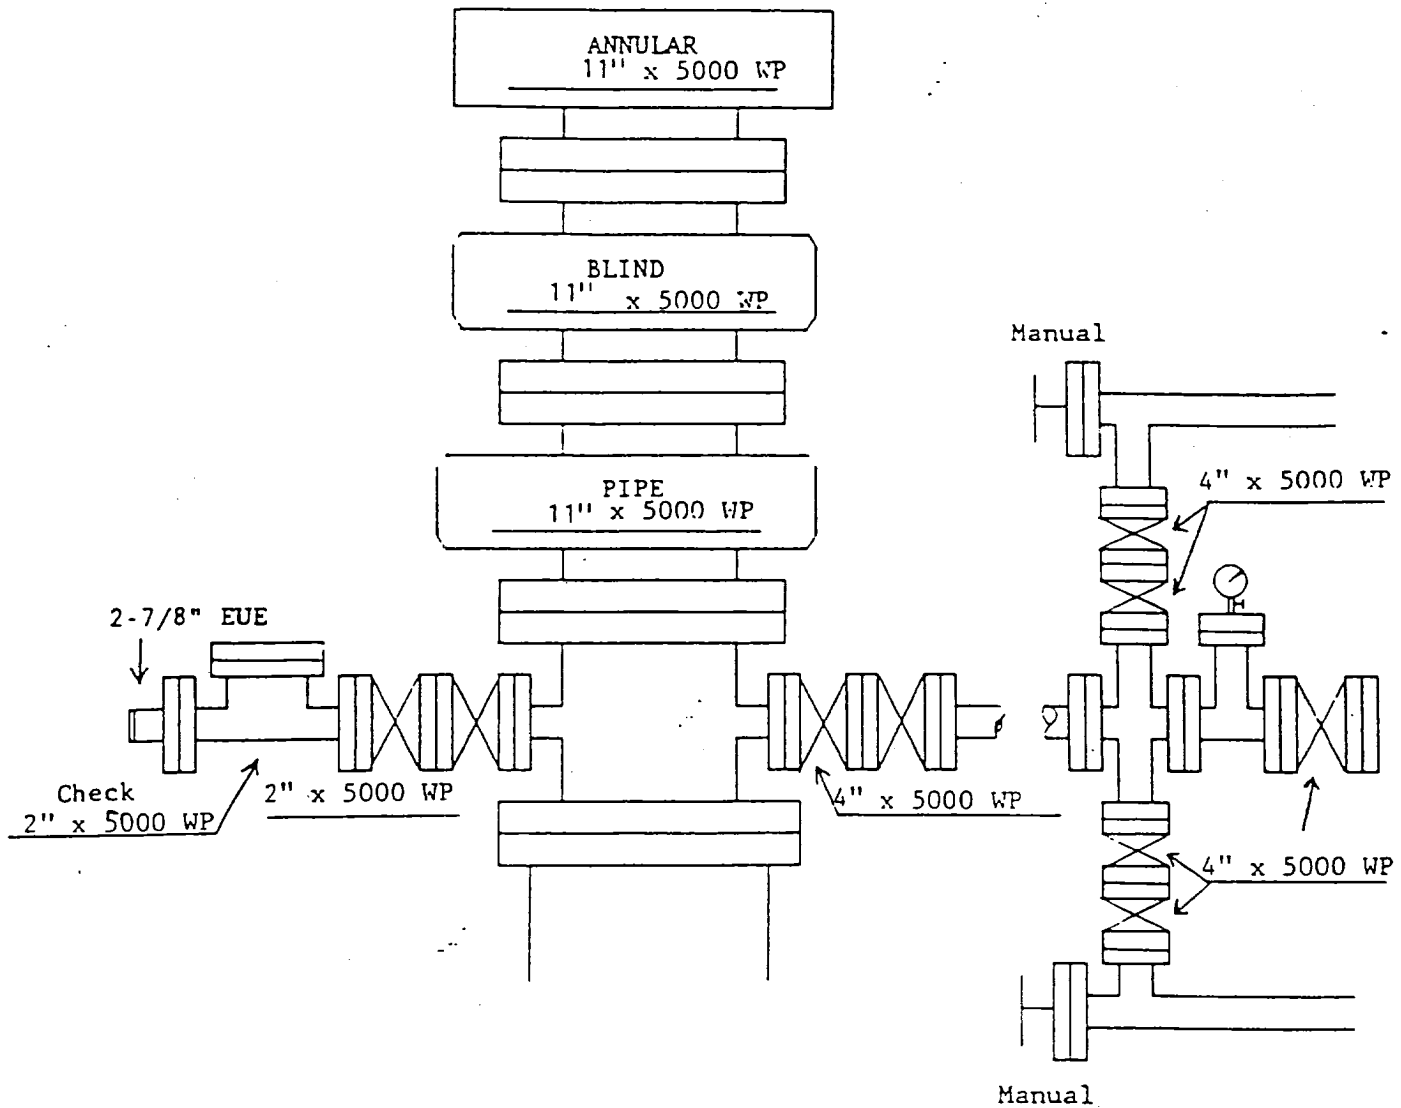 ANNULAR
11" x 5000 WP
BLIND
11" x 5000 WP
Manual
PIPE
11" x 5000 WP
4" x 5000 WP
2-7/8" EUE
Check
2" x 5000 WP
2" x 5000 WP
4" x 5000 WP
4" x 5000 WP
Manual